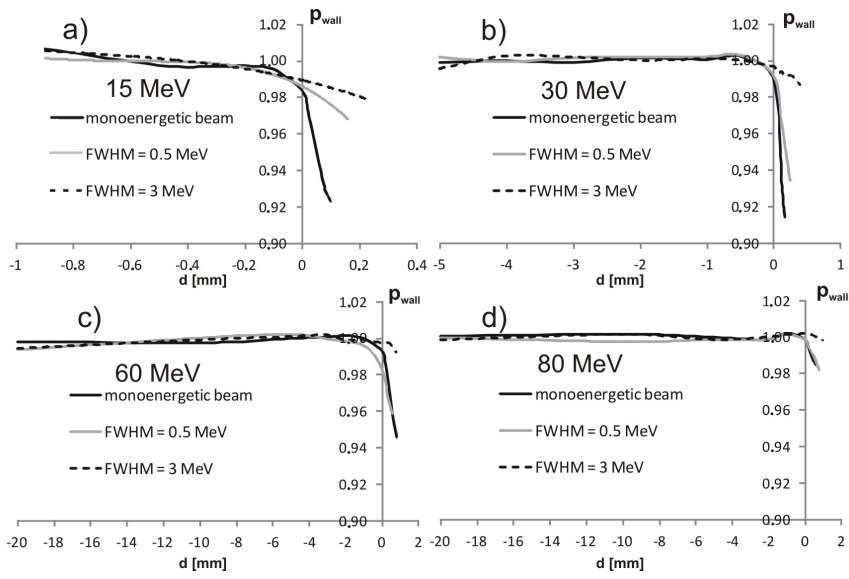 a)
p wall
1.02
1.00
0.98
0.96
0.94
0.92
0.90
15 MeV
monoenergetic beam
FWHM = 0.5 MeV
FWHM = 3 MeV
-1 -0.8 -0.6 -0.4 -0.2 0 0.2 0.4
d [mm]
b)
p wall
1.02
1.00
0.98
0.96
0.94
0.92
0.90
30 MeV
monoenergetic beam
FWHM = 0.5 MeV
FWHM = 3 MeV
-5 -4 -3 -2 -1 0 1
d [mm]
c)
p wall
1.02
1.00
0.98
0.96
0.94
0.92
0.90
60 MeV
monoenergetic beam
FWHM = 0.5 MeV
FWHM = 3 MeV
-20 -18 -16 -14 -12 -10 -8 -6 -4 -2 0 2
d [mm]
d)
p wall
1.02
1.00
0.98
0.96
0.94
0.92
0.90
80 MeV
monoenergetic beam
FWHM = 0.5 MeV
FWHM = 3 MeV
-20 -18 -16 -14 -12 -10 -8 -6 -4 -2 0 2
d [mm]